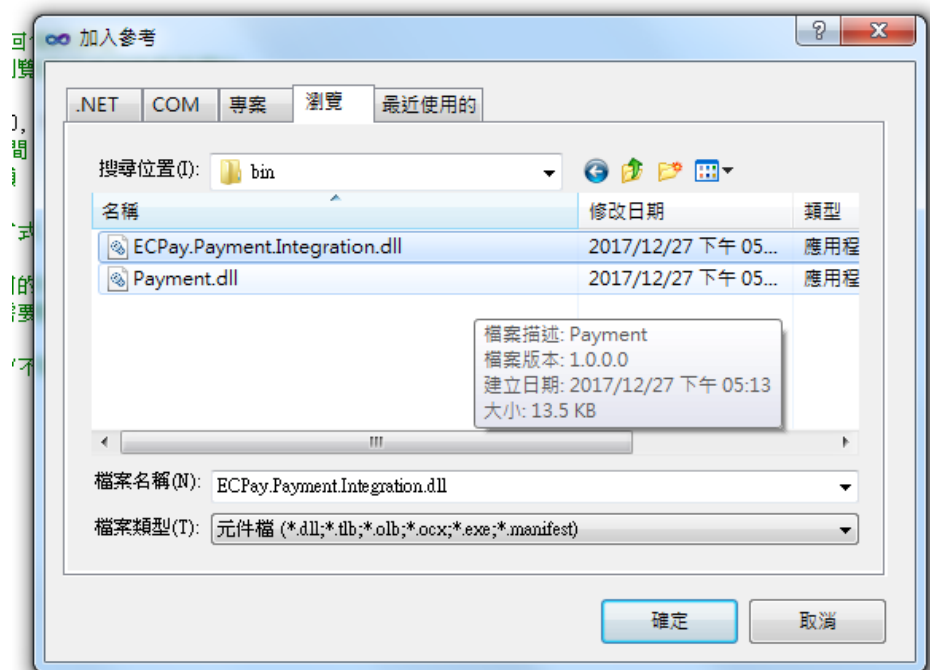 加入參考
.NET COM 專案 瀏覽 最近使用的
搜尋位置(I): bin
名稱 修改日期 類型
ECPay.Payment.Integration.dll 2017/12/27 下午 05... 應用程
Payment.dll 2017/12/27 下午 05... 應用程
檔案描述: Payment
檔案版本: 1.0.0.0
建立日期: 2017/12/27 下午 05:13
大小: 13.5 KB
檔案名稱(N): ECPay.Payment.Integration.dll
檔案類型(T): 元件檔 (*.dll;*.tlb;*.olb;*.ocx;*.exe;*.manifest)
確定 取消